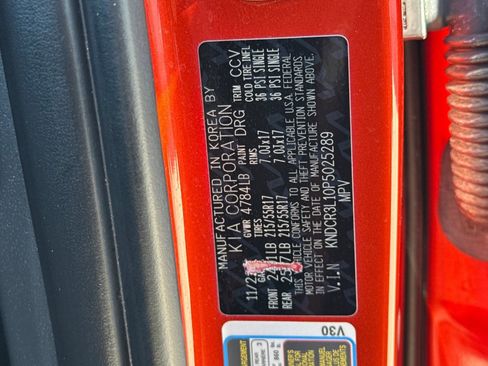 MANUFACTURED IN KOREA BY
KIA CORPORATION
GVWR 4784LB PAINT DRG TRIM CCV
TIRES RIMS COLD TIRE INFL
215/55R17 7.0Jx17 36 PSI SINGLE
215/55R17 7.0Jx17 36 PSI SINGLE
FRONT
REAR
THIS VEHICLE CONFORMS TO ALL APPLICABLE U.S.A. FEDERAL
MOTOR VEHICLE SAFETY AND THEFT PREVENTION STANDARDS
IN EFFECT ON THE DATE OF MANUFACTURE SHOWN ABOVE.
V.I.N KNDCR3L10P5025289
MPV
V30